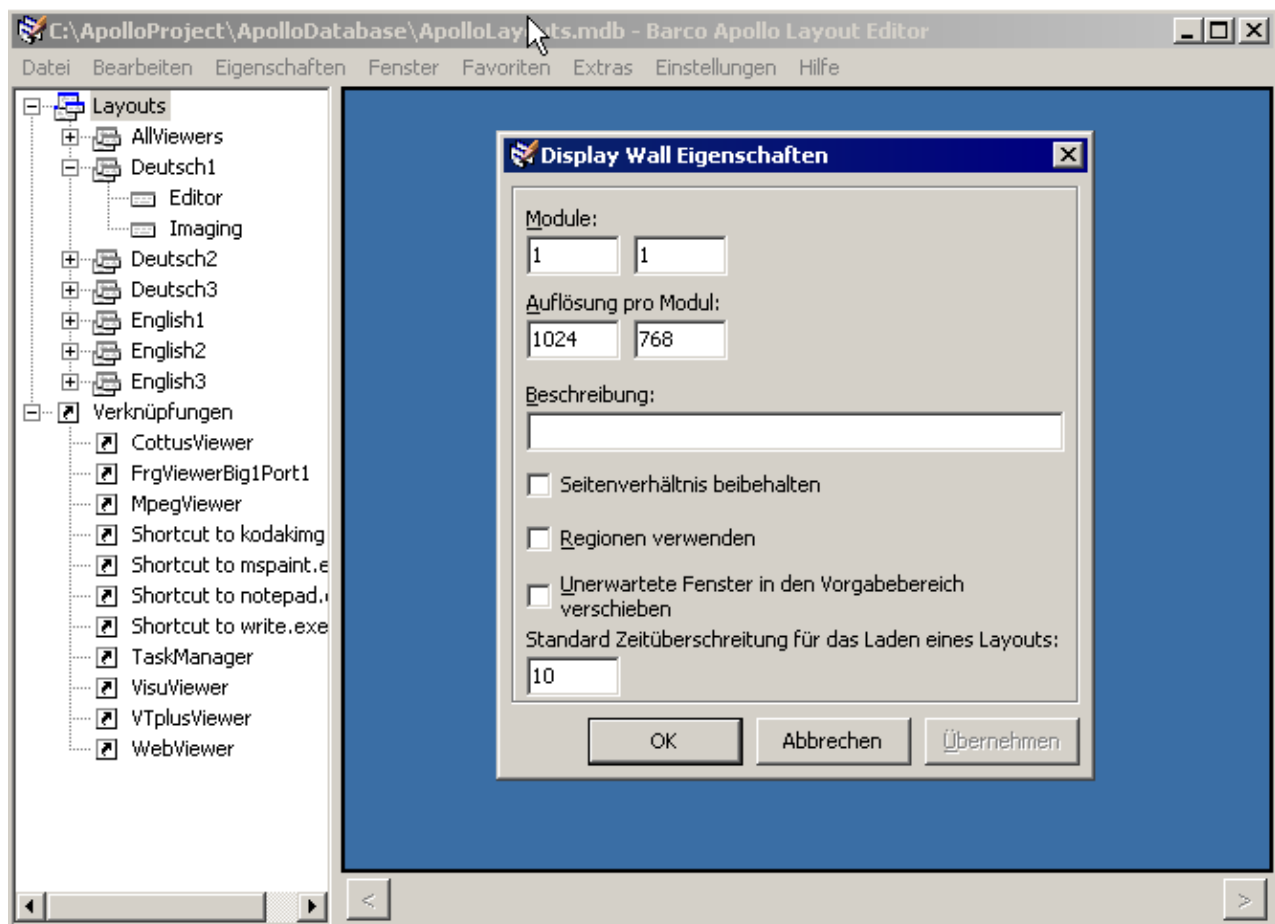 C:\ApolloProject\ApolloDatabase\ApolloLay ts.mdb - Barco Apollo Layout Editor
Datei Bearbeiten Eigenschaften Fenster Favoriten Extras Einstellungen Hilfe
Layouts
AllViewers
Deutsch1
Editor
Imaging
Deutsch2
Deutsch3
English1
English2
English3
Verknüpfungen
CottusViewer
FrgViewerBig1Port1
MpegViewer
Shortcut to kodakimg
Shortcut to mspaint.e
Shortcut to notepad.
Shortcut to write.exe
TaskManager
VisuViewer
VTplusViewer
WebViewer
Display Wall Eigenschaften
Module:
1 1
Auflösung pro Modul:
1024 768
Beschreibung:
Seitenverhältnis beibehalten
Regionen verwenden
Unerwartete Fenster in den Vorgabebereich
verschieben
Standard Zeitüberschreitung für das Laden eines Layouts:
10
OK Abbrechen Übernehmen
< >